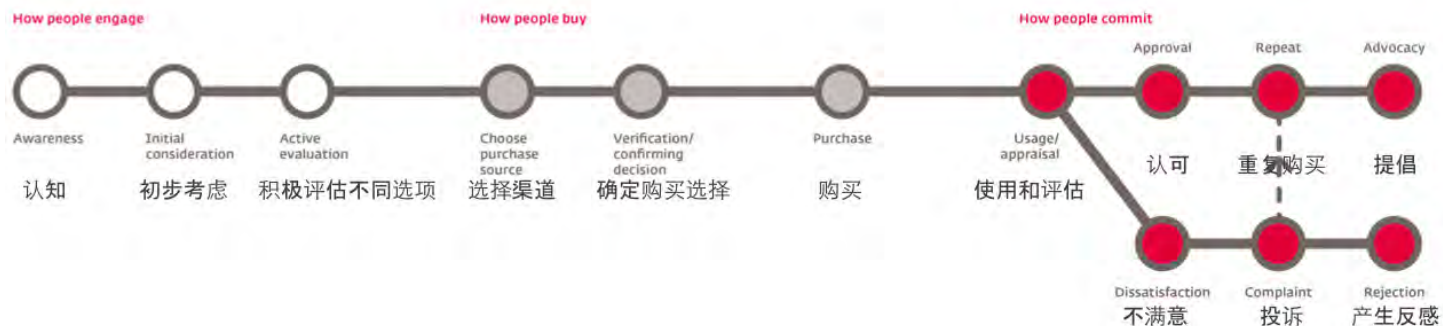 How people engage
How people buy
How people commit
Approval
Repeat
Advocacy
Awareness
Initial
consideration
Active
evaluation
Choose
purchase
source
Verification/
confirming
decision
Purchase
Usage/
appraisal
认知
初步考虑
积极评估不同选项
选择渠道
确定购买选择
购买
使用和评估
认可
重复购买
提倡
Dissatisfaction
Complaint
Rejection
不满意
投诉
产生反感